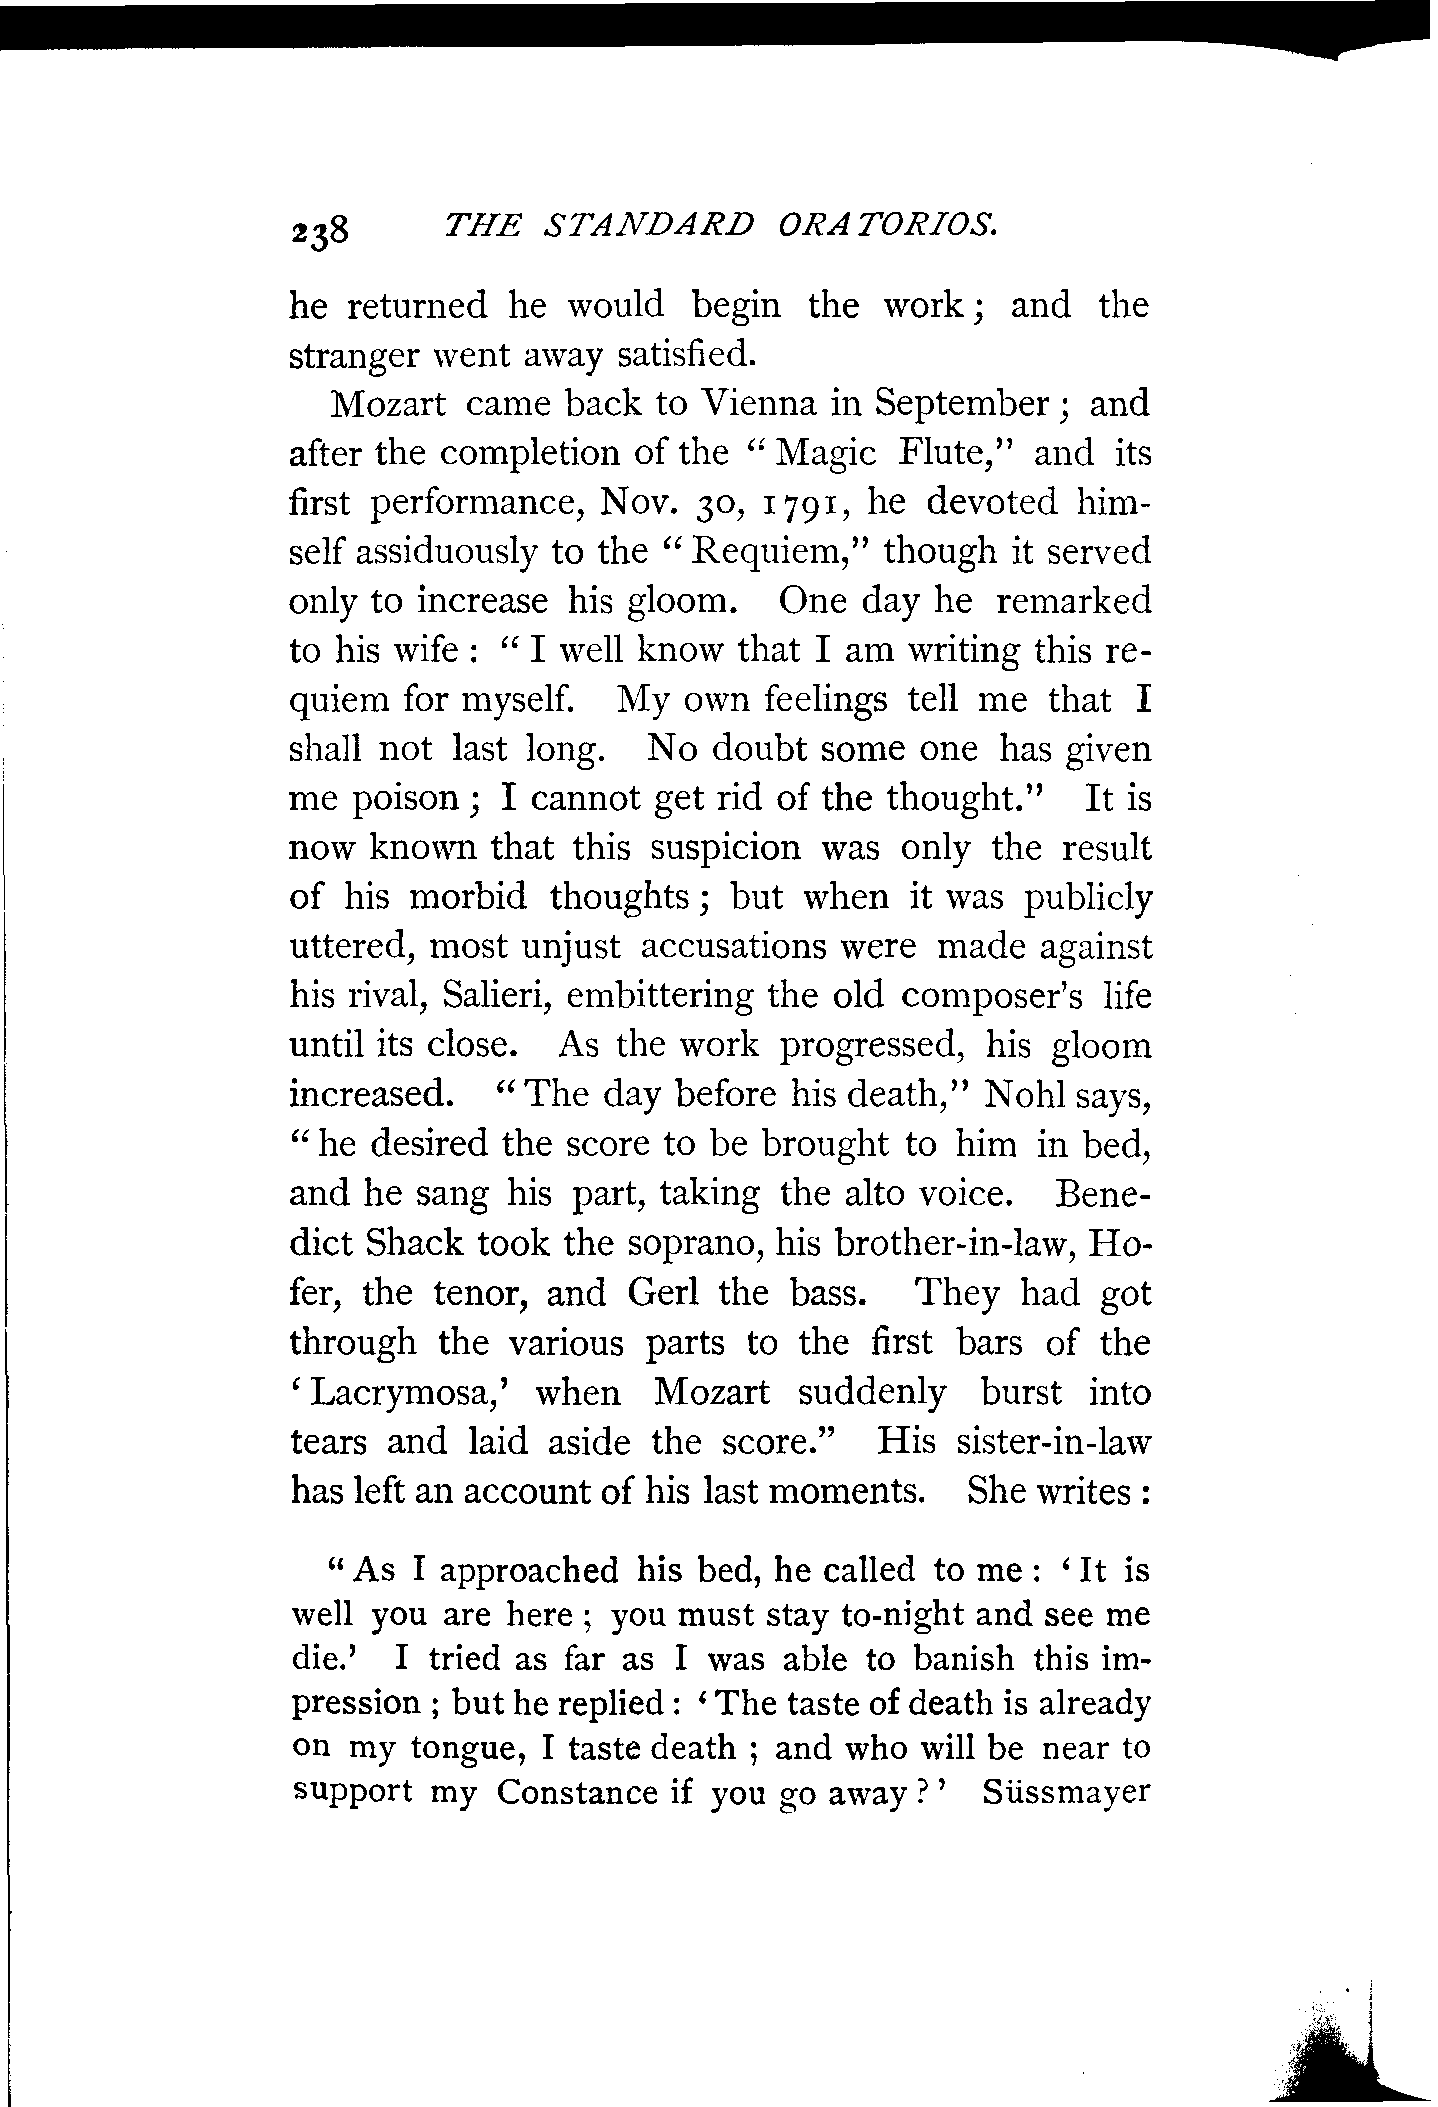 238 THE STANDARD ORATORIOS.
he returned he would begin the work; and the
stranger went away satisfied.
Mozart came back to Vienna in September; and
after the completion of the "Magic Flute," and its
first performance, Nov. 30, 1791, he devoted him-
self assiduously to the "Requiem," though it served
only to increase his gloom. One day he remarked
to his wife: "I well know that I am writing this re-
quiem for myself. My own feelings tell me that I
shall not last long. No doubt some one has given
me poison; I cannot get rid of the thought." It is
now known that this suspicion was only the result
of his morbid thoughts; but when it was publicly
uttered, most unjust accusations were made against
his rival, Salieri, embittering the old composer's life
until its close. As the work progressed, his gloom
increased. "The day before his death," Nohl says,
"he desired the score to be brought to him in bed,
and he sang his part, taking the alto voice. Bene-
dict Shack took the soprano, his brother-in-law, Ho-
fer, the tenor, and Gerl the bass. They had got
through the various parts to the first bars of the
'Lacrymosa,' when Mozart suddenly burst into
tears and laid aside the score." His sister-in-law
has left an account of his last moments. She writes:
"As I approached his bed, he called to me: 'It is
well you are here; you must stay to-night and see me
die.' I tried as far as I was able to banish this im-
pression; but he replied: 'The taste of death is already
on my tongue, I taste death; and who will be near to
support my Constance if you go away?' Süssmayer